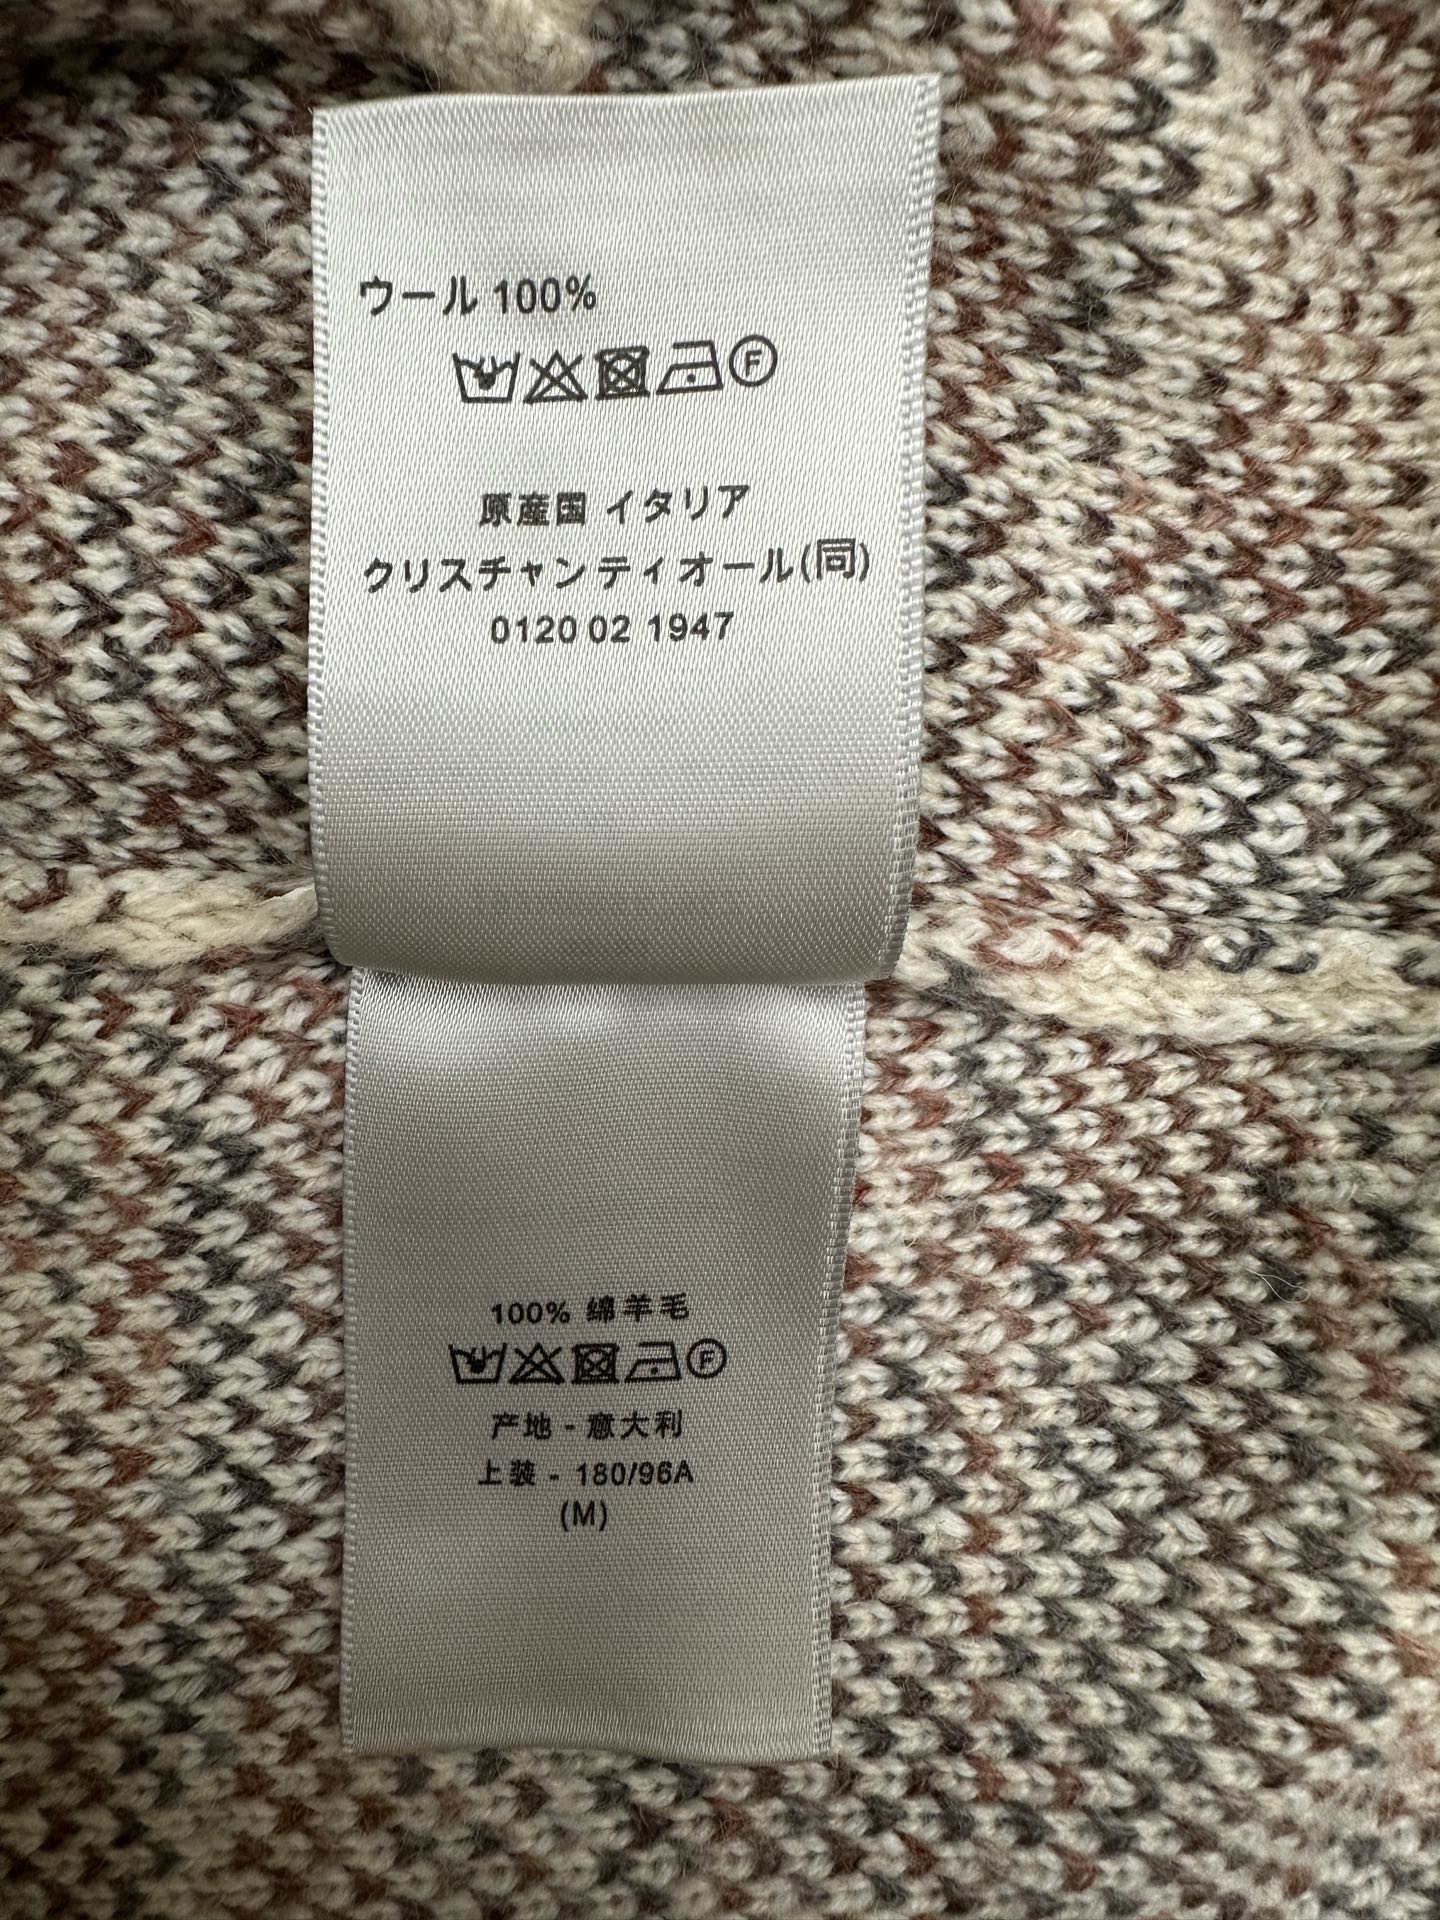 ウール 100%
F
原産国 イタリア
クリスチャンディオール(同)
0120 02 1947
100% 绵羊毛
F
产地 - 意大利
上装 - 180/96A
(M)